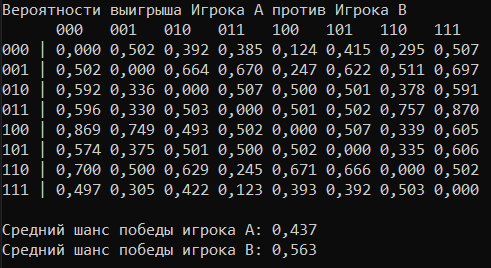 Вероятности выигрыша Игрока A против Игрока B
000 001 010 011 100 101 110 111
000 | 0,000 0,502 0,392 0,385 0,124 0,415 0,295 0,507
001 | 0,502 0,000 0,664 0,670 0,247 0,622 0,511 0,697
010 | 0,592 0,336 0,000 0,507 0,500 0,501 0,378 0,591
011 | 0,596 0,330 0,503 0,000 0,501 0,502 0,757 0,870
100 | 0,869 0,749 0,493 0,502 0,000 0,507 0,339 0,605
101 | 0,574 0,375 0,501 0,500 0,502 0,000 0,335 0,606
110 | 0,700 0,500 0,629 0,245 0,671 0,666 0,000 0,502
111 | 0,497 0,305 0,422 0,123 0,393 0,392 0,503 0,000
Средний шанс победы игрока A: 0,437
Средний шанс победы игрока B: 0,563